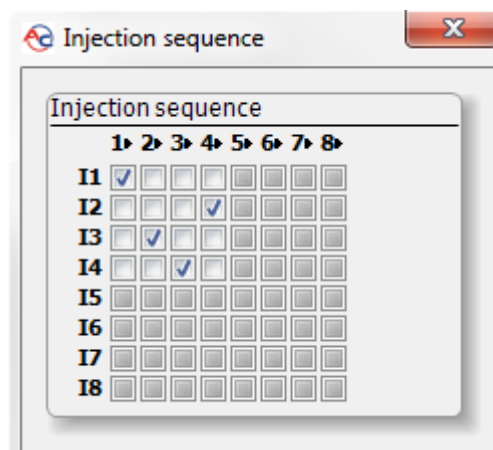 Injection sequence
Injection sequence
1 2 3 4 5 6 7 8
I1
I2
I3
I4
I5
I6
I7
I8